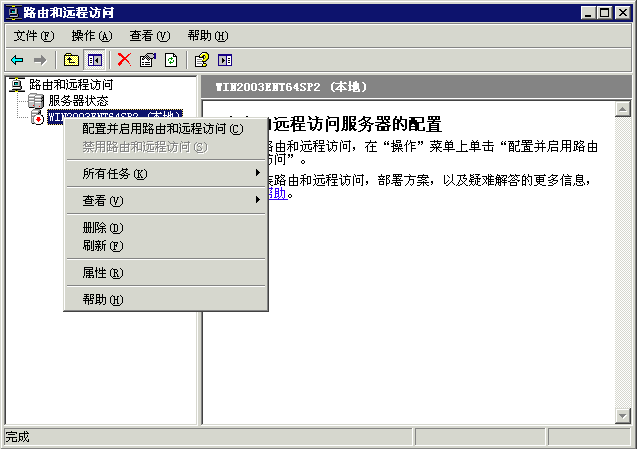 路由和远程访问
文件(F) 操作(A) 查看(V) 帮助(H)
路由和远程访问
服务器状态
WIN2003ENT64SP2 (本地)
WIN2003ENT64SP2 (本地)
配置并启用路由和远程访问(C)
禁用路由和远程访问(S)
所有任务(K)
查看(V)
删除(D)
刷新(F)
属性(R)
帮助(H)
和远程访问服务器的配置
路由和远程访问，在“操作”菜单上单击“配置并启用路由
访问”。
路由和远程访问，部署方案，以及疑难解答的更多信息，
帮助。
完成